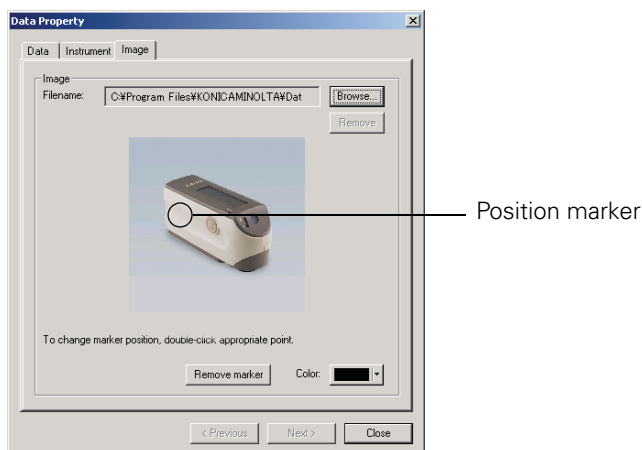 Data Property
Data Instrument Image
Image
Filename: C:¥Program Files¥KONICAMINOLTA¥Dat Browse...
Remove
Position marker
To change marker position, double-click appropriate point.
Remove marker Color:
< Previous Next > Close